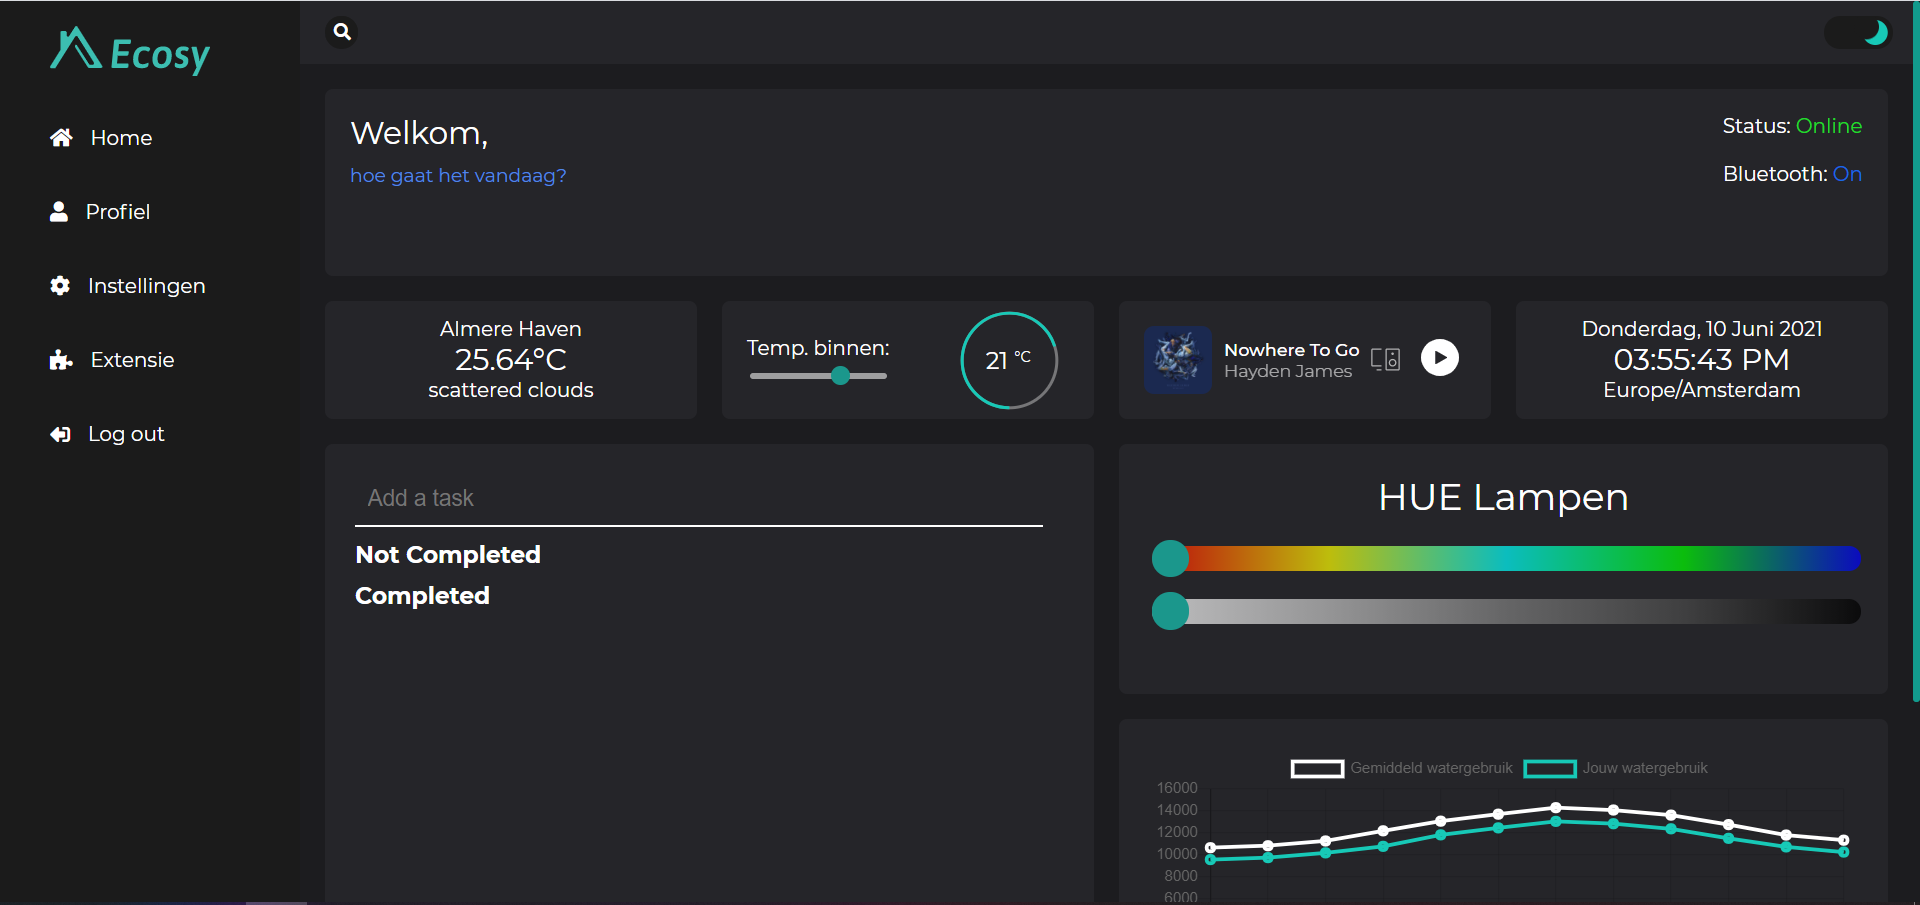 Ecosy
Home
Profiel
Instellingen
Extensie
Log out
Welkom,
hoe gaat het vandaag?
Status: Online
Bluetooth: On
Almere Haven
25.64°C
scattered clouds
Temp. binnen:
21 °C
Nowhere To Go
Hayden James
Donderdag, 10 Juni 2021
03:55:43 PM
Europe/Amsterdam
Add a task
Not Completed
Completed
HUE Lampen
Gemiddeld watergebruik Jouw watergebruik
16000
14000
12000
10000
8000
6000